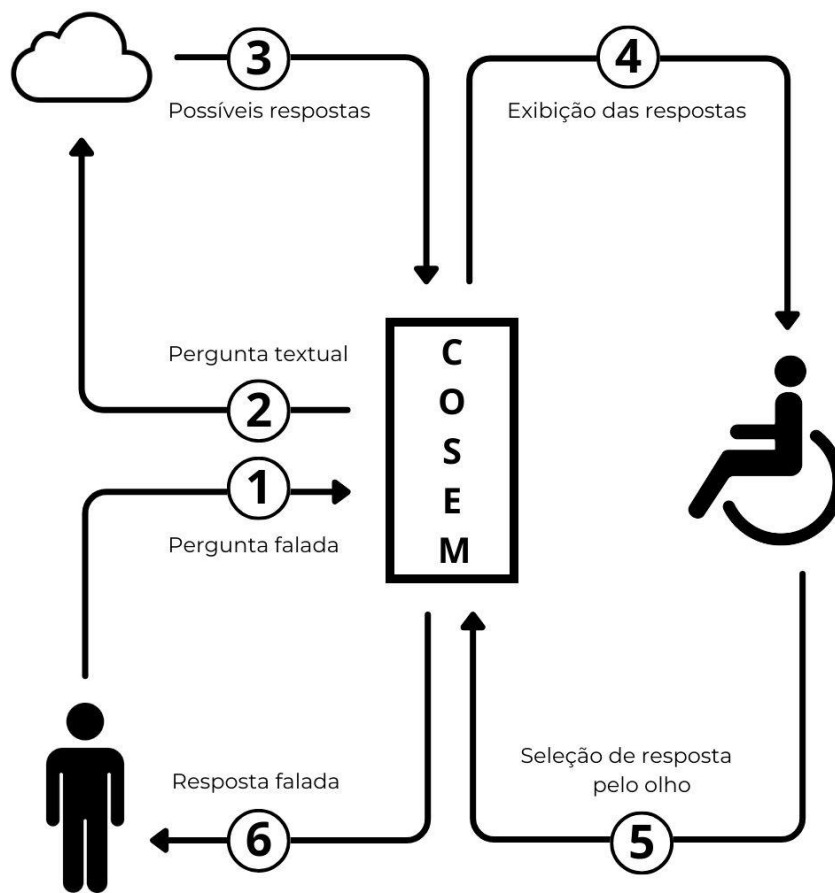 3
Possíveis respostas
4
Exibição das respostas
C
O
S
E
M
Pergunta textual
2
1
Pergunta falada
Resposta falada
6
Seleção de resposta
pelo olho
5